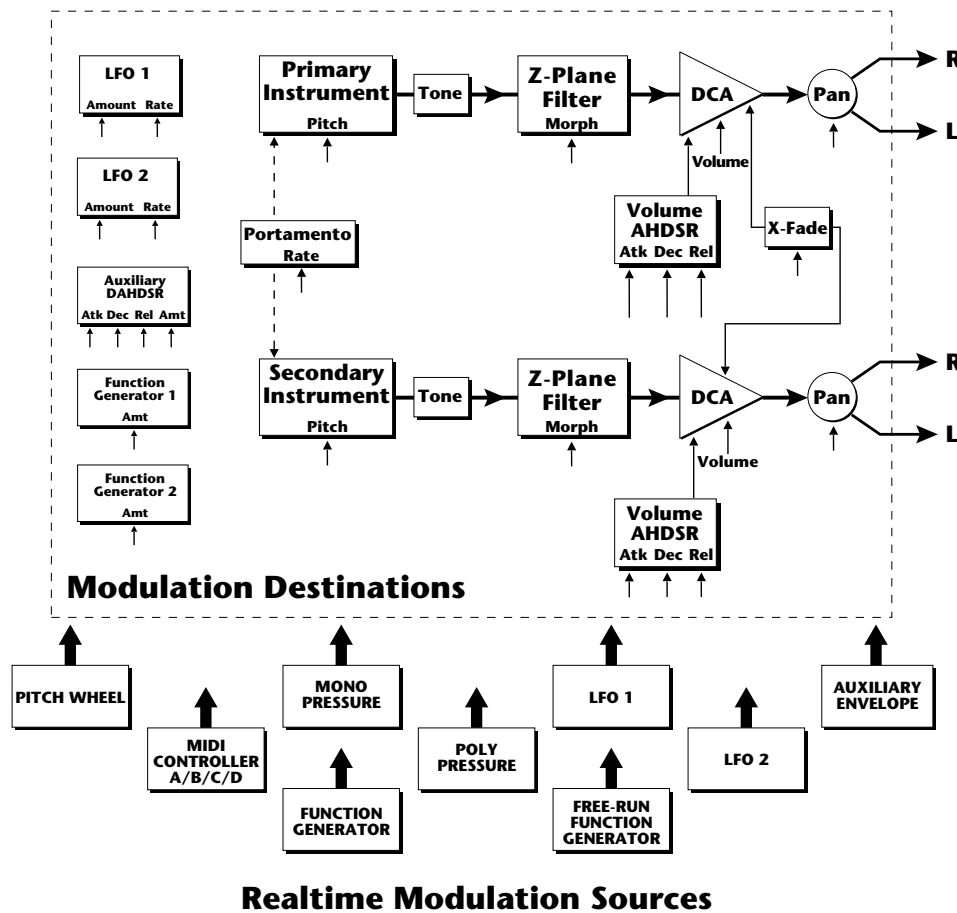 LFO 1
Amount Rate
Primary
Instrument
Pitch
Tone
Z-Plane
Filter
Morph
DCA
Volume
Pan
R
L
LFO 2
Amount Rate
Portamento
Rate
Volume
AHDSR
Atk Dec Rel
X-Fade
Auxiliary
DAHDSR
Atk Dec Rel Amt
Function
Generator 1
Amt
Secondary
Instrument
Pitch
Tone
Z-Plane
Filter
Morph
DCA
Volume
Pan
R
L
Function
Generator 2
Amt
Volume
AHDSR
Atk Dec Rel
Modulation Destinations
PITCH WHEEL
MONO
PRESSURE
LFO 1
AUXILIARY
ENVELOPE
MIDI
CONTROLLER
A/B/C/D
POLY
PRESSURE
LFO 2
FUNCTION
GENERATOR
FREE-RUN
FUNCTION
GENERATOR
Realtime Modulation Sources